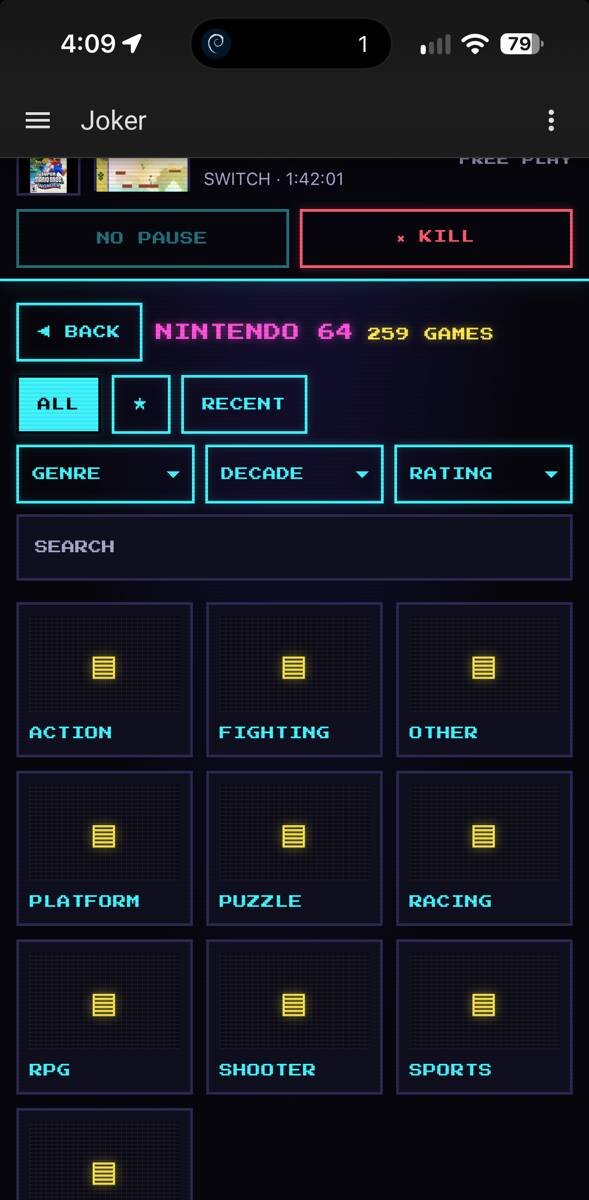 4:09
1
79
Joker
FREE PLAY
SWITCH · 1:42:01
NO PAUSE
× KILL
◄ BACK
NINTENDO 64
259 GAMES
ALL
*
RECENT
GENRE
DECADE
RATING
SEARCH
ACTION
FIGHTING
OTHER
PLATFORM
PUZZLE
RACING
RPG
SHOOTER
SPORTS